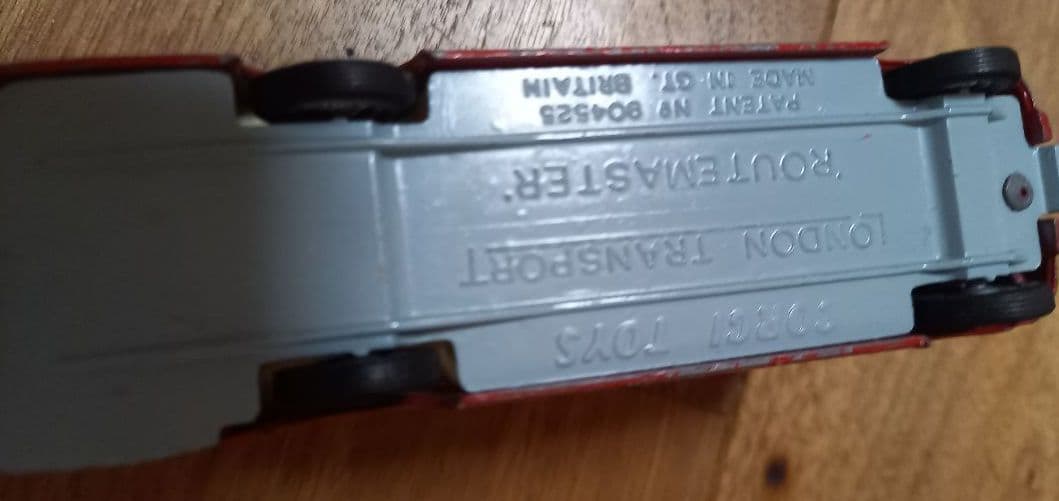 CORGI TOYS
LONDON TRANSPORT
'ROUTEMASTER'
PATENT Nº 904525
MADE IN GT. BRITAIN